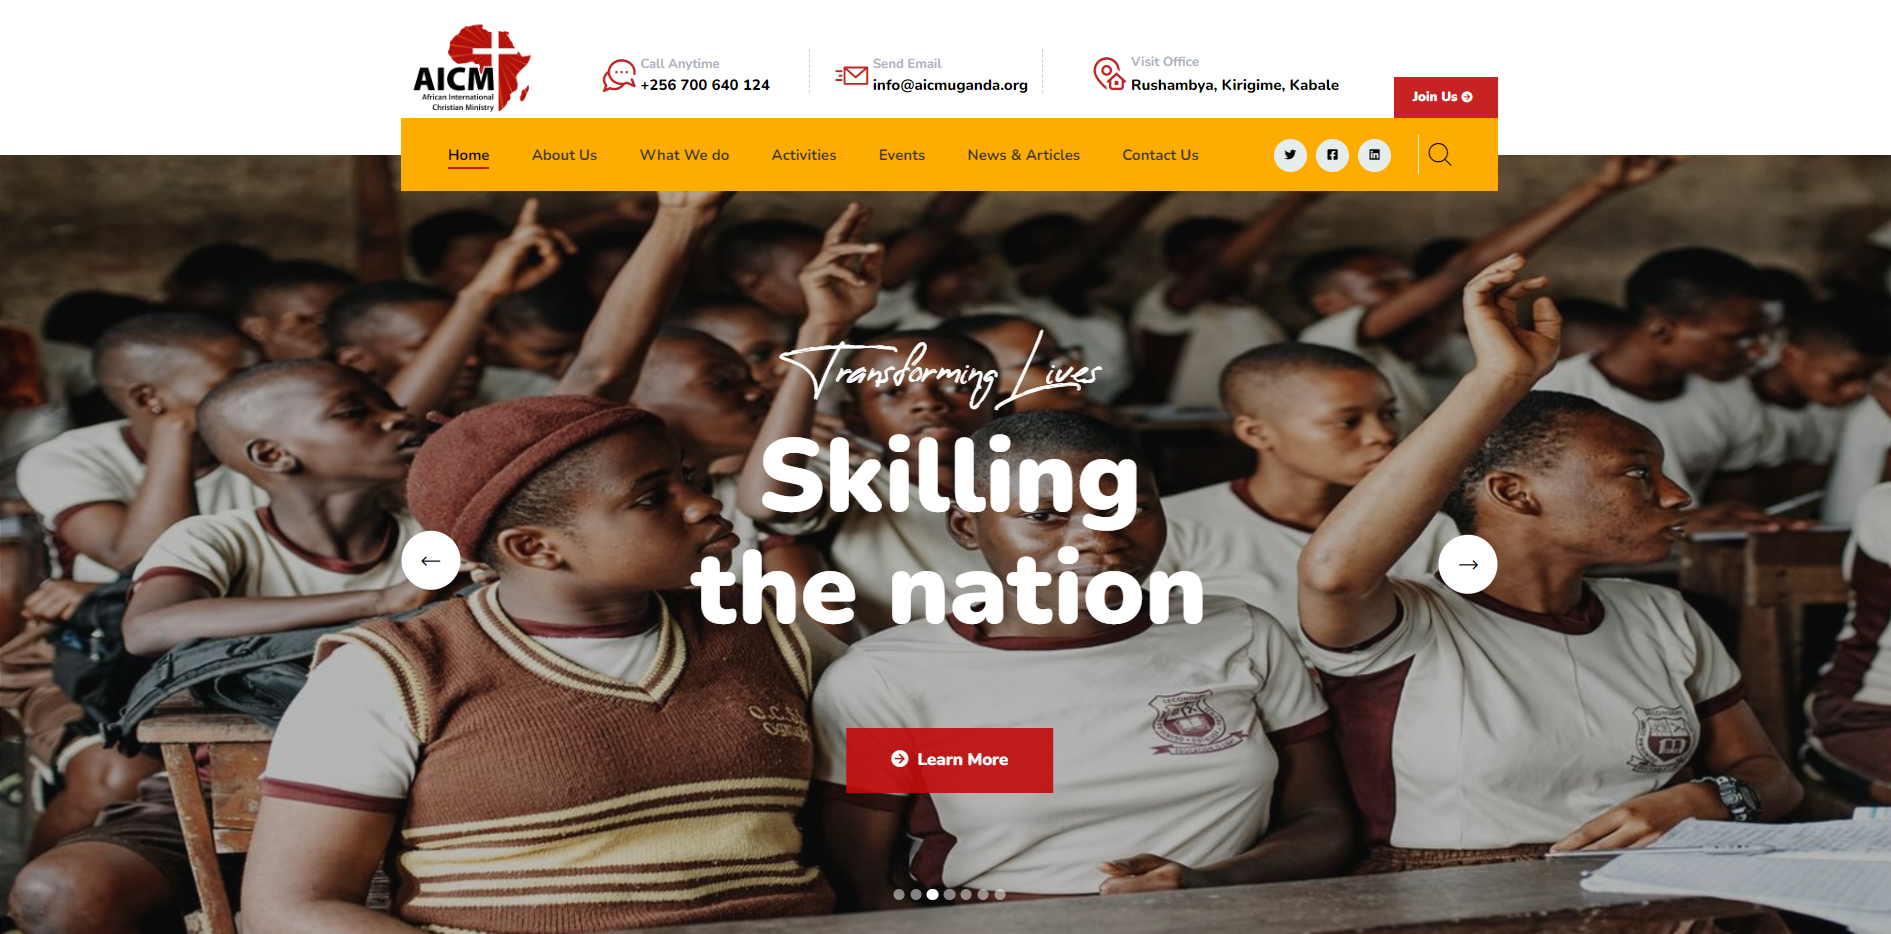 AICM
African International
Christian Ministry
Call Anytime
+256 700 640 124
Send Email
info@aicmuganda.org
Visit Office
Rushambya, Kirigime, Kabale
Join Us
Home
About Us
What We do
Activities
Events
News & Articles
Contact Us
Transforming Lives
Skilling
the nation
Learn More